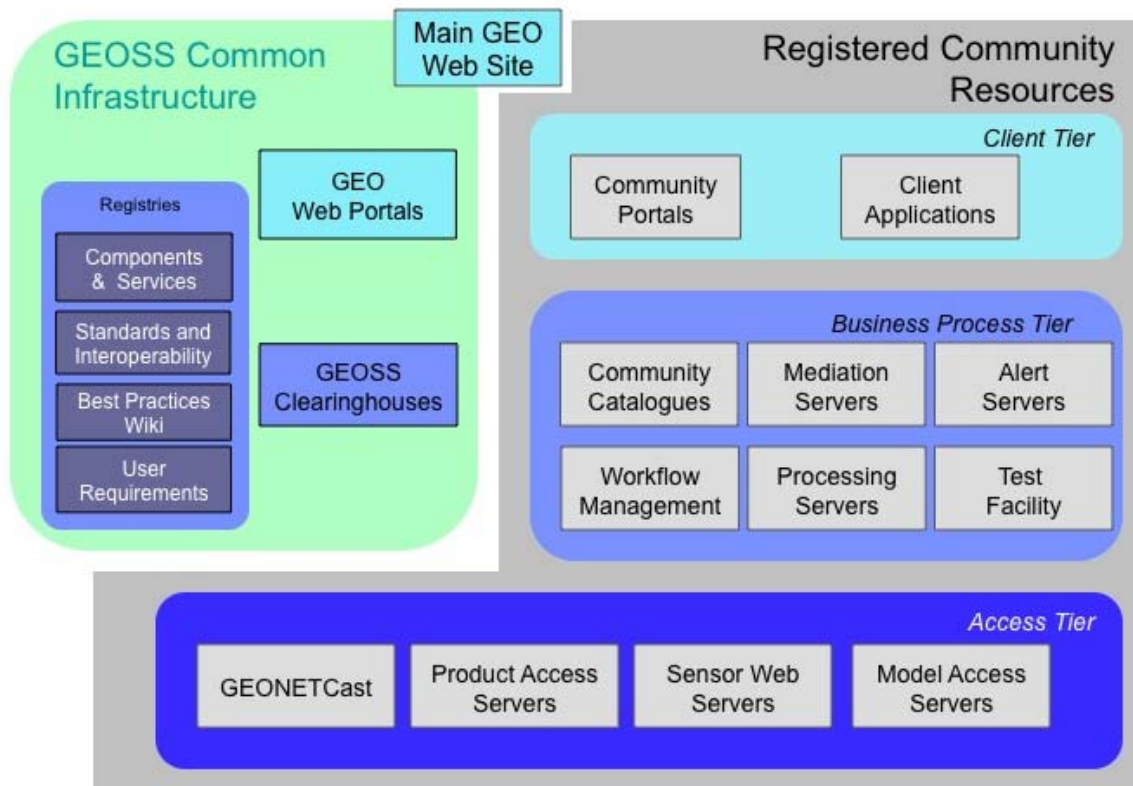 GEOSS Common
Infrastructure
Main GEO
Web Site
Registered Community
Resources
GEO
Web Portals
Registries
Components
& Services
Standards and
Interoperability
Best Practices
Wiki
User
Requirements
GEOSS
Clearinghouses
Client Tier
Community
Portals
Client
Applications
Business Process Tier
Community
Catalogues
Mediation
Servers
Alert
Servers
Workflow
Management
Processing
Servers
Test
Facility
Access Tier
GEONETCast
Product Access
Servers
Sensor Web
Servers
Model Access
Servers